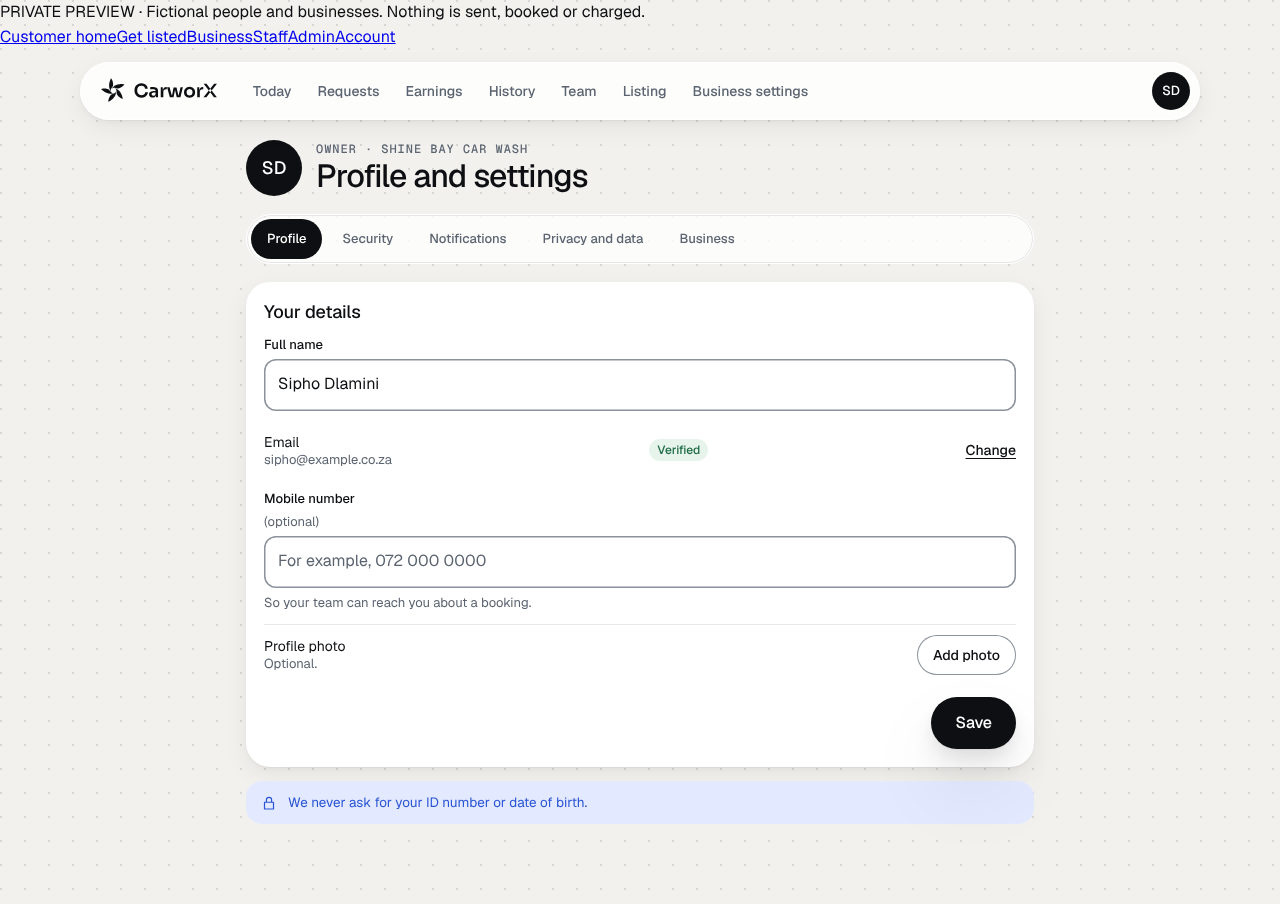 PRIVATE PREVIEW · Fictional people and businesses. Nothing is sent, booked or charged.
Customer homeGet listedBusinessStaffAdminAccount
CarworX Today Requests Earnings History Team Listing Business settings SD
SD
OWNER · SHINE BAY CAR WASH
Profile and settings
Profile Security Notifications Privacy and data Business
Your details
Full name
Sipho Dlamini
Email
sipho@example.co.za
Verified
Change
Mobile number
(optional)
For example, 072 000 0000
So your team can reach you about a booking.
Profile photo
Optional.
Add photo
Save
We never ask for your ID number or date of birth.